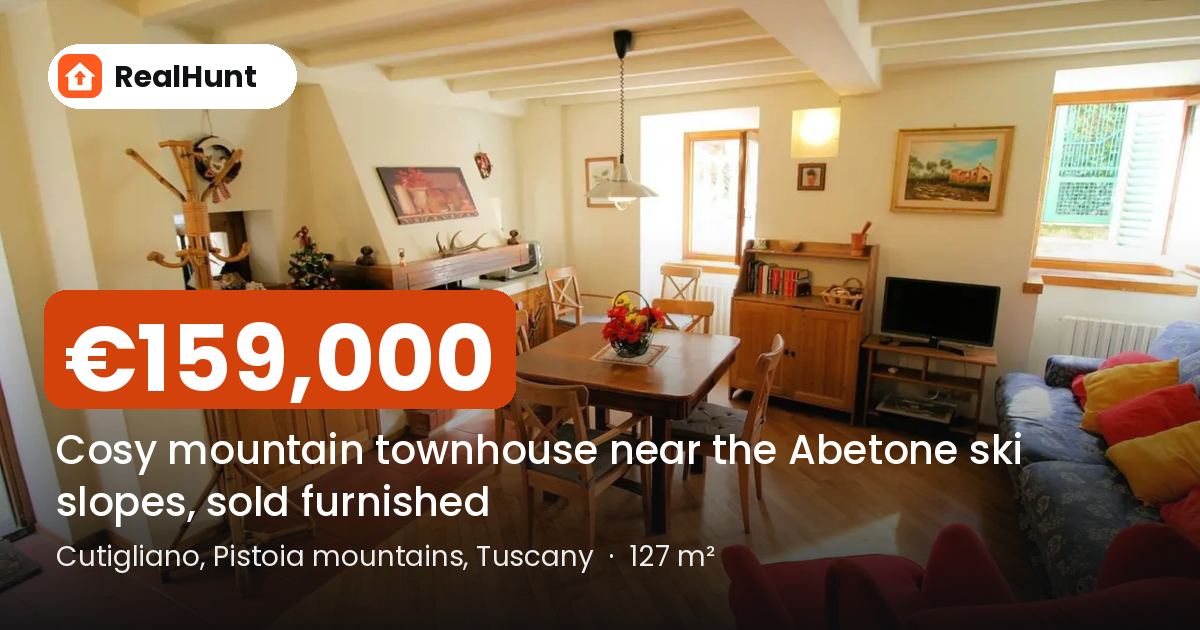 RealHunt
€159,000
Cosy mountain townhouse near the Abetone ski
slopes, sold furnished
Cutigliano, Pistoia mountains, Tuscany · 127 m²